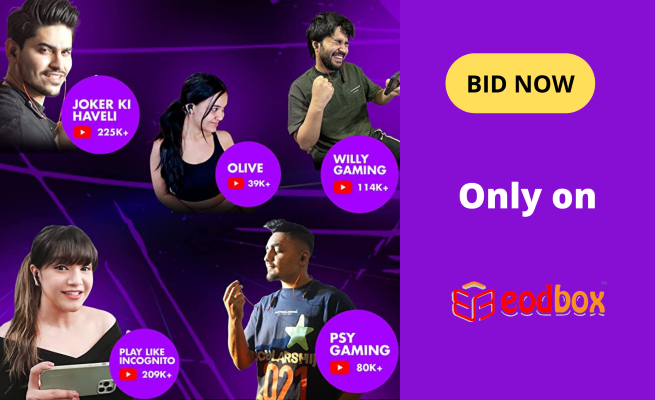 JOKER KI
HAVELI
225K+
OLIVE
39K+
WILLY
GAMING
114K+
PLAY LIKE
INCOGNITO
209K+
PSY
GAMING
80K+
BID NOW
Only on
eodbox